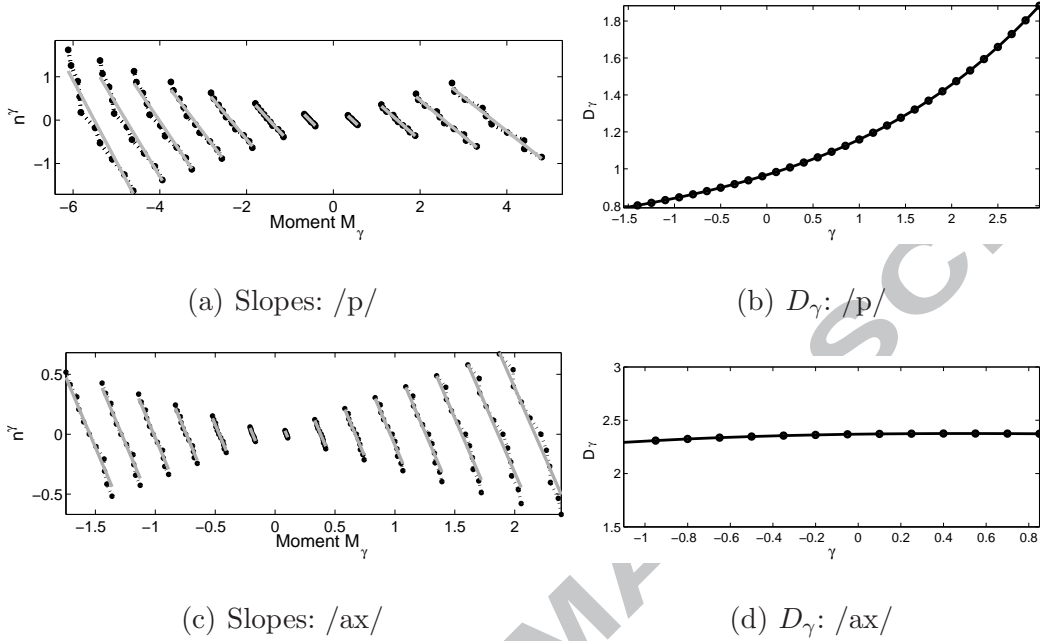 1
0
−1
n^γ
−6 −4 −2 0 2 4
Moment M_γ
(a) Slopes: /p/
1.8
1.6
1.4
1.2
1
0.8
D_γ
−1.5 −1 −0.5 0 0.5 1 1.5 2 2.5
γ
(b) D_γ: /p/
0.5
0
−0.5
n^γ
−1.5 −1 −0.5 0 0.5 1 1.5 2
Moment M_γ
(c) Slopes: /ax/
3
2.5
2
1.5
D_γ
−1 −0.8 −0.6 −0.4 −0.2 0 0.2 0.4 0.6 0.8
γ
(d) D_γ: /ax/